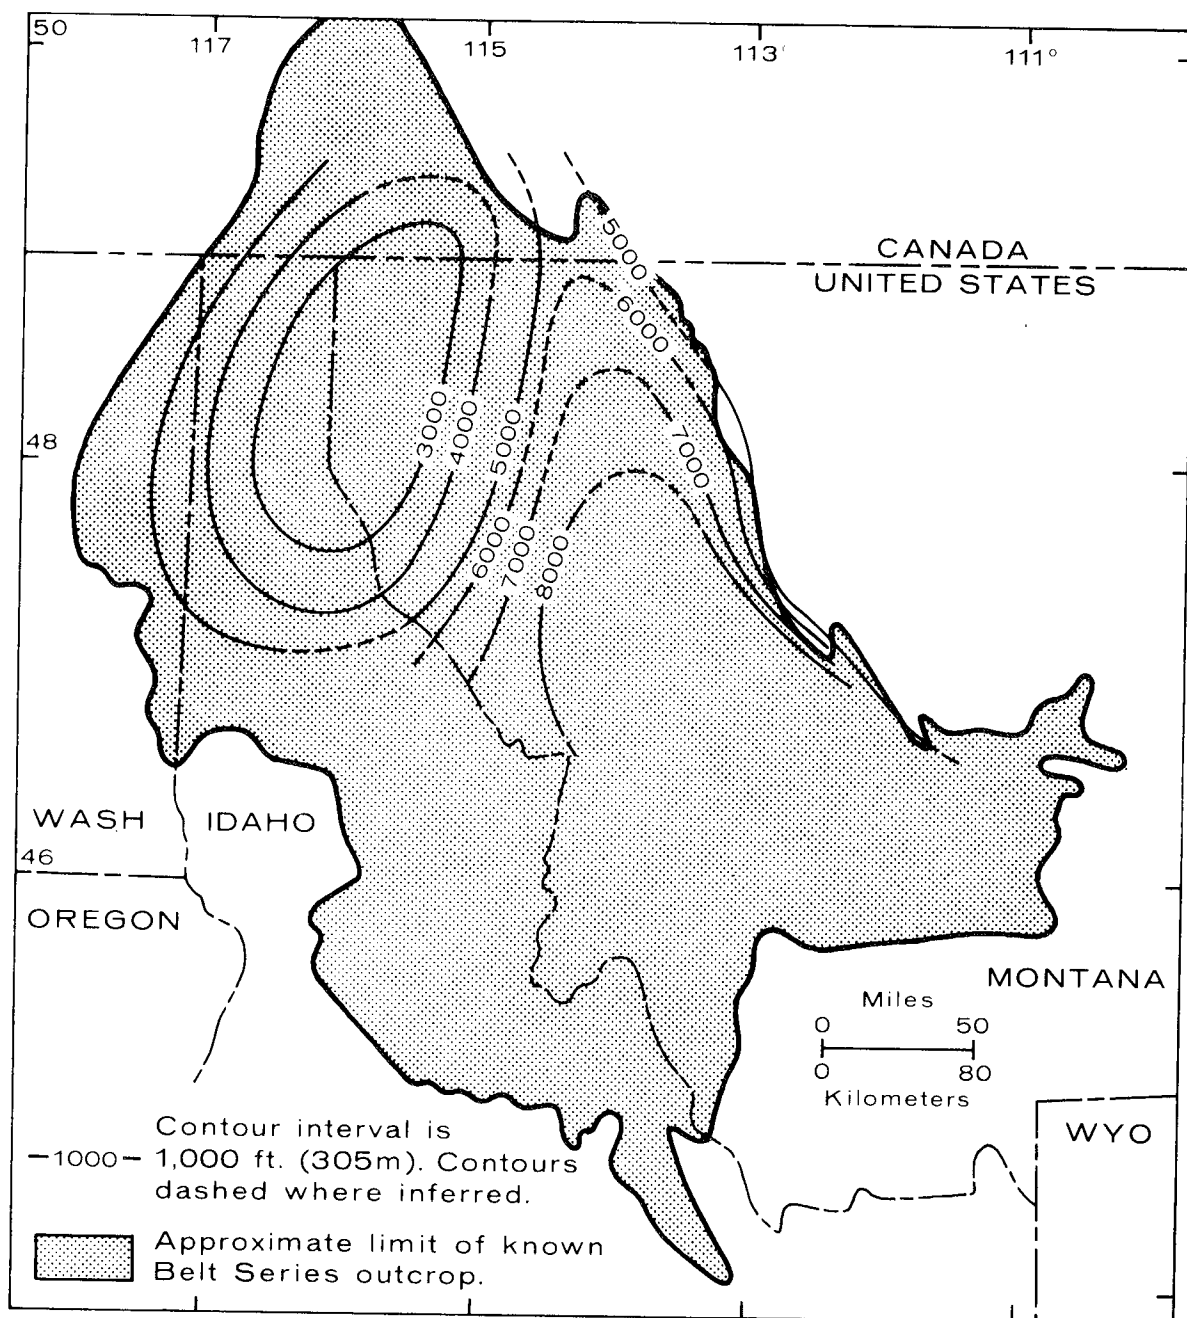 50
117
115
113
111°
CANADA
UNITED STATES
5000
6000
7000
3000
4000
5000
6000
7000
8000
48
WASH
IDAHO
46
OREGON
MONTANA
Miles
0 50
0 80
Kilometers
WYO
Contour interval is
—1000— 1,000 ft. (305m). Contours
dashed where inferred.
Approximate limit of known
Belt Series outcrop.